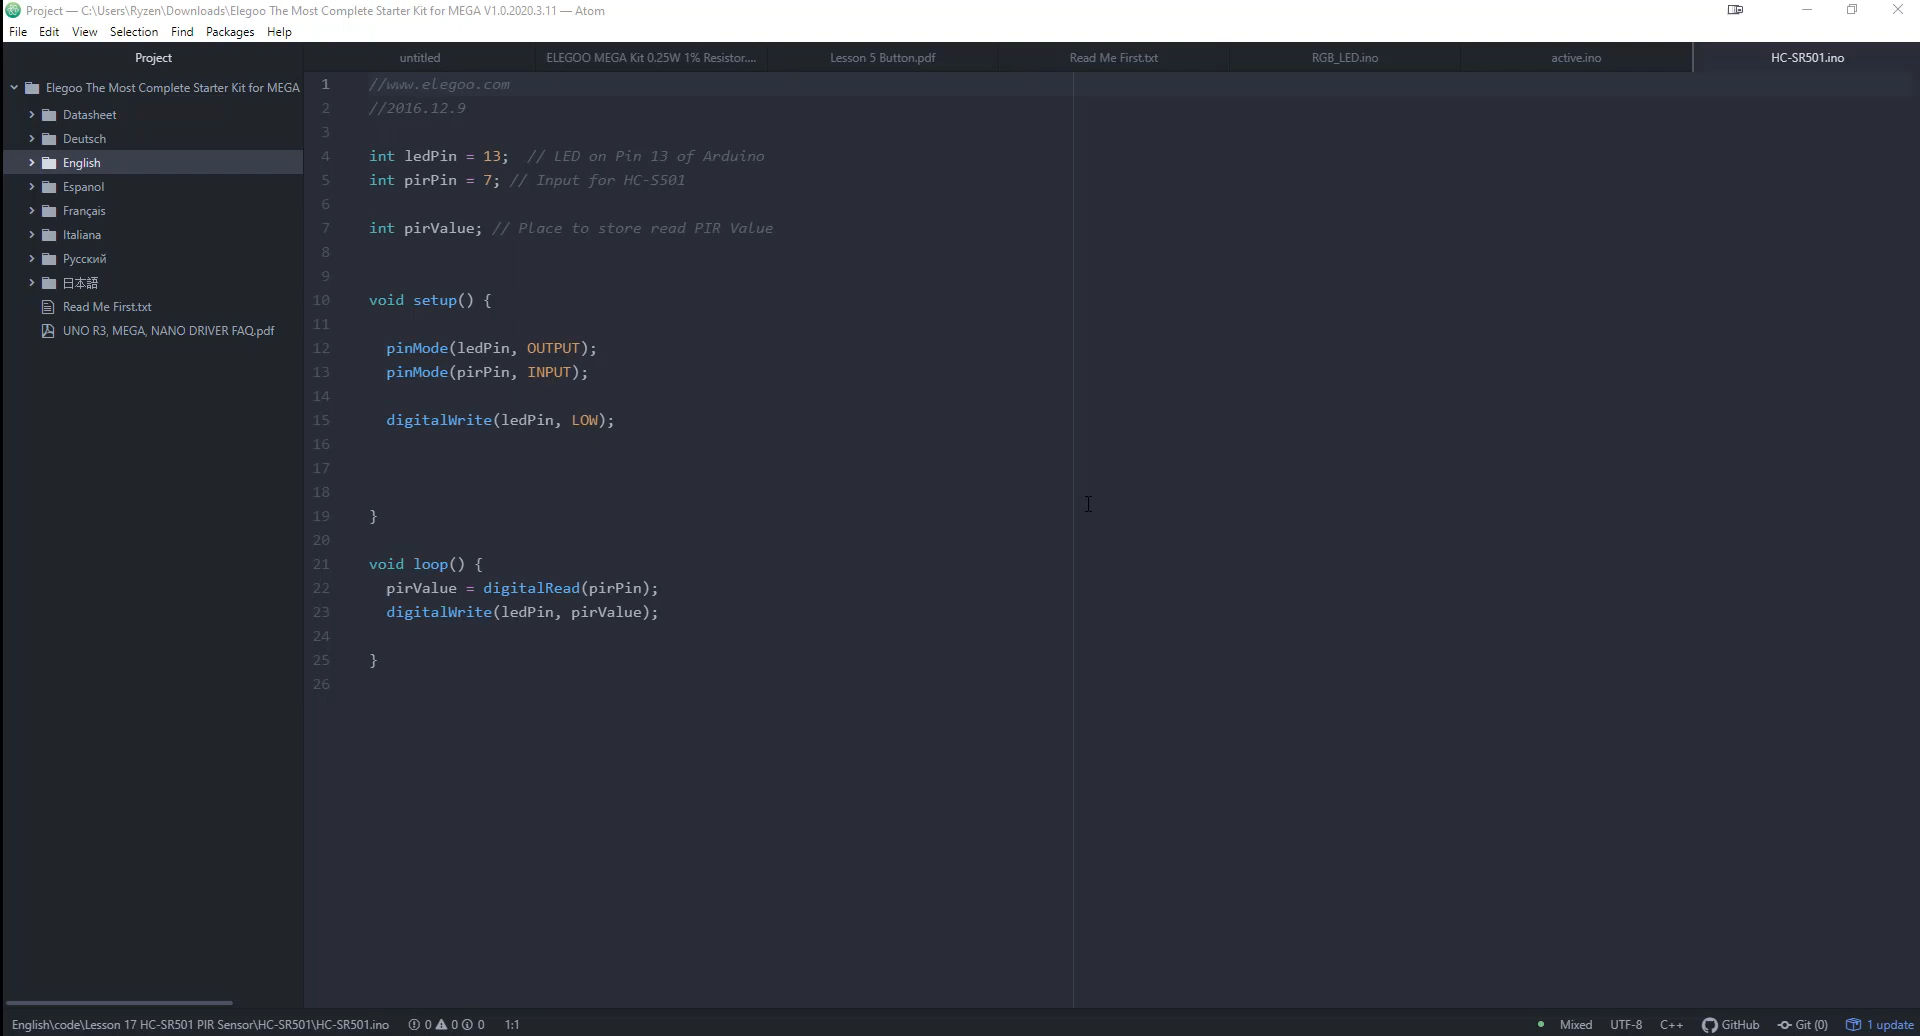 Project — C:\Users\Ryzen\Downloads\Elegoo The Most Complete Starter Kit for MEGA V1.0.2020.3.11 — Atom
File Edit View Selection Find Packages Help
Project
untitled
ELEGOO MEGA Kit 0.25W 1% Resistor....
Lesson 5 Button.pdf
Read Me First.txt
RGB_LED.ino
active.ino
HC-SR501.ino
Elegoo The Most Complete Starter Kit for MEGA
Datasheet
Deutsch
English
Espanol
Français
Italiana
Русский
日本語
Read Me First.txt
UNO R3, MEGA, NANO DRIVER FAQ.pdf
1 //www.elegoo.com
2 //2016.12.9
3
4 int ledPin = 13;  // LED on Pin 13 of Arduino
5 int pirPin = 7; // Input for HC-S501
6
7 int pirValue; // Place to store read PIR Value
8
9
10 void setup() {
11
12   pinMode(ledPin, OUTPUT);
13   pinMode(pirPin, INPUT);
14
15   digitalWrite(ledPin, LOW);
16
17
18
19 }
20
21 void loop() {
22   pirValue = digitalRead(pirPin);
23   digitalWrite(ledPin, pirValue);
24
25 }
26
English\code\Lesson 17 HC-SR501 PIR Sensor\HC-SR501\HC-SR501.ino 0 0 0 1:1 Mixed UTF-8 C++ GitHub Git (0) 1 update